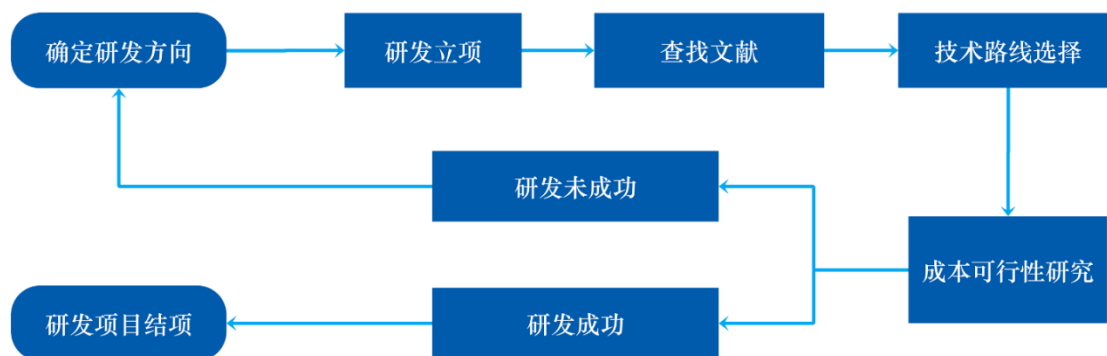 确定研发方向
研发立项
查找文献
技术路线选择
研发未成功
成本可行性研究
研发项目结项
研发成功